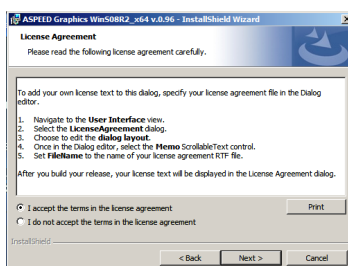 ASPEED Graphics WinS08R2_x64 v.0.96 - InstallShield Wizard
License Agreement
Please read the following license agreement carefully.
To add your own license text to this dialog, specify your license agreement file in the Dialog
editor.
1. Navigate to the User Interface view.
2. Select the LicenseAgreement dialog.
3. Choose to edit the dialog layout.
4. Once in the Dialog editor, select the Memo ScrollableText control.
5. Set FileName to the name of your license agreement RTF file.
After you build your release, your license text will be displayed in the License Agreement dialog.
I accept the terms in the license agreement
Print
I do not accept the terms in the license agreement
InstallShield
< Back
Next >
Cancel